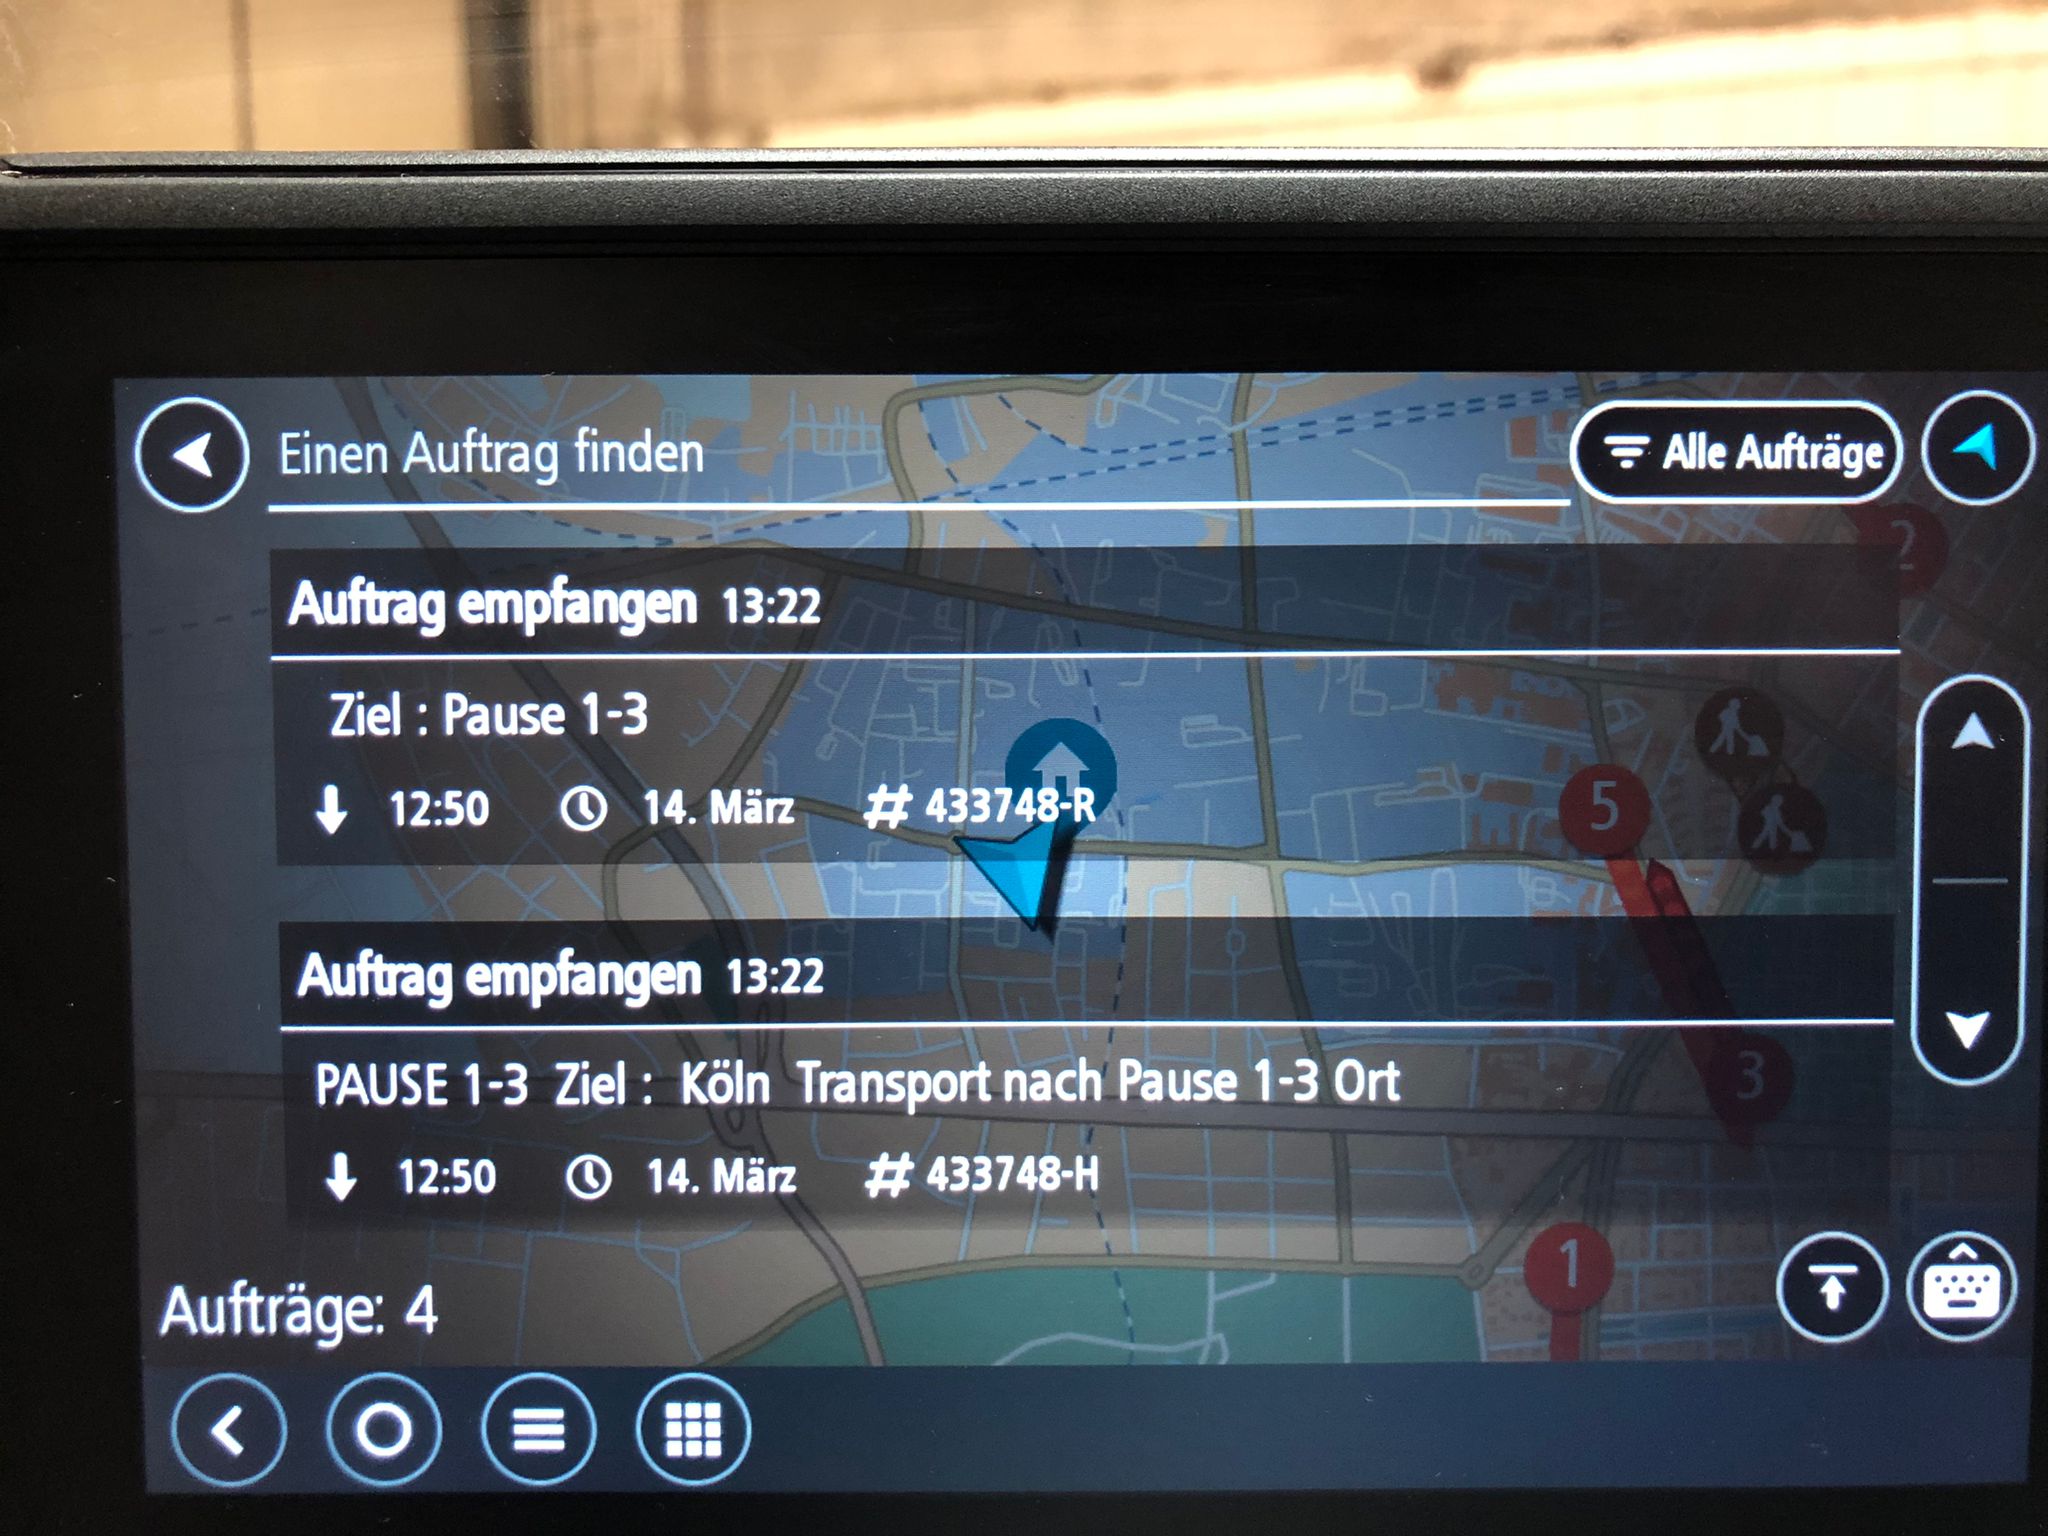 Einen Auftrag finden
Alle Aufträge
2
Auftrag empfangen 13:22
Ziel : Pause 1-3
12:50 14. März # 433748-R
5
Auftrag empfangen 13:22
PAUSE 1-3 Ziel : Köln Transport nach Pause 1-3 Ort
3
12:50 14. März # 433748-H
1
Aufträge: 4